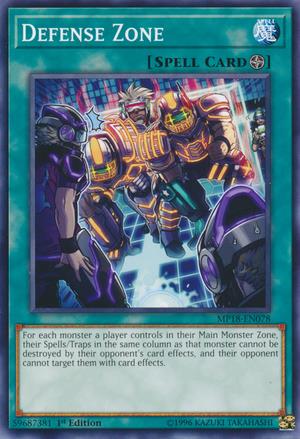 Defense Zone
SPELL
魔
[Spell Card]
MP18-EN078
For each monster a player controls in their Main Monster Zone,
their Spells/Traps in the same column as that monster cannot be
destroyed by their opponent's card effects, and their opponent
cannot target them with card effects.
59687381 1st Edition
©1996 KAZUKI TAKAHASHI